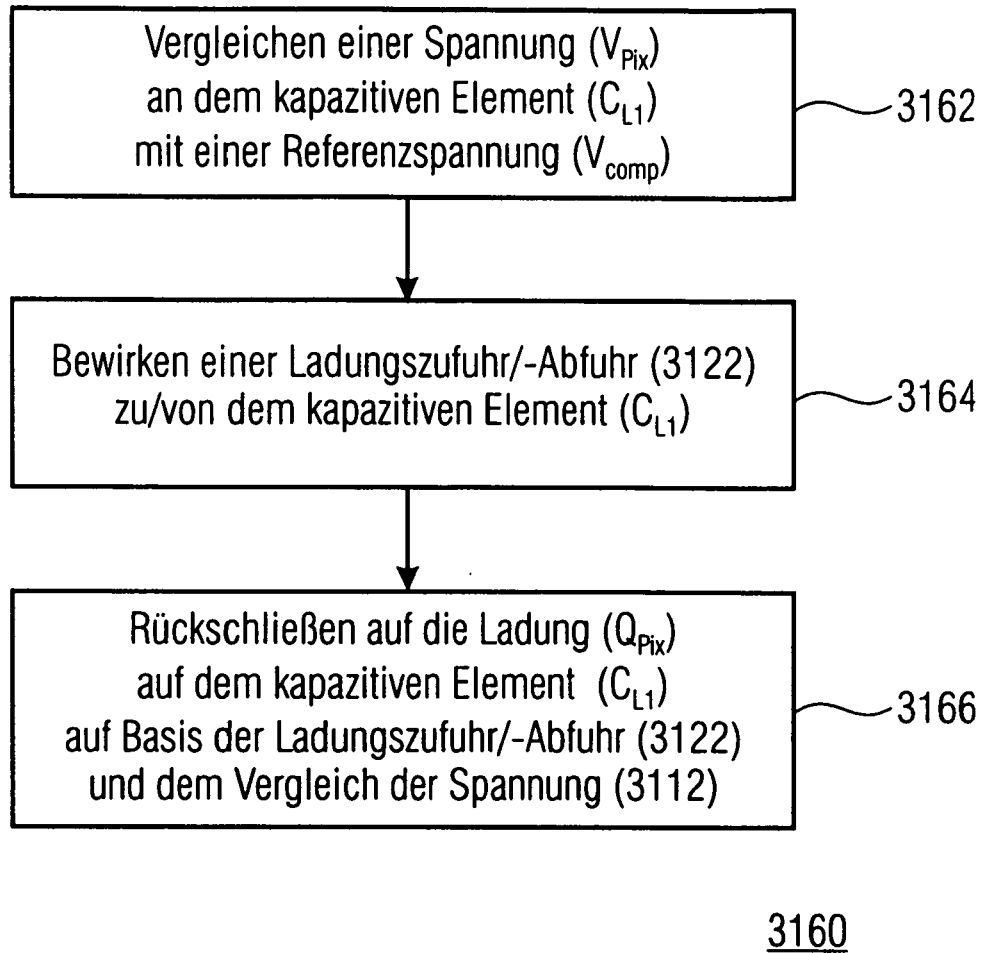 Vergleichen einer Spannung (V_Pix)
an dem kapazitiven Element (C_L1)
mit einer Referenzspannung (V_comp)
3162
Bewirken einer Ladungszufuhr/-Abfuhr (3122)
zu/von dem kapazitiven Element (C_L1)
3164
Rückschließen auf die Ladung (Q_Pix)
auf dem kapazitiven Element (C_L1)
auf Basis der Ladungszufuhr/-Abfuhr (3122)
und dem Vergleich der Spannung (3112)
3166
3160